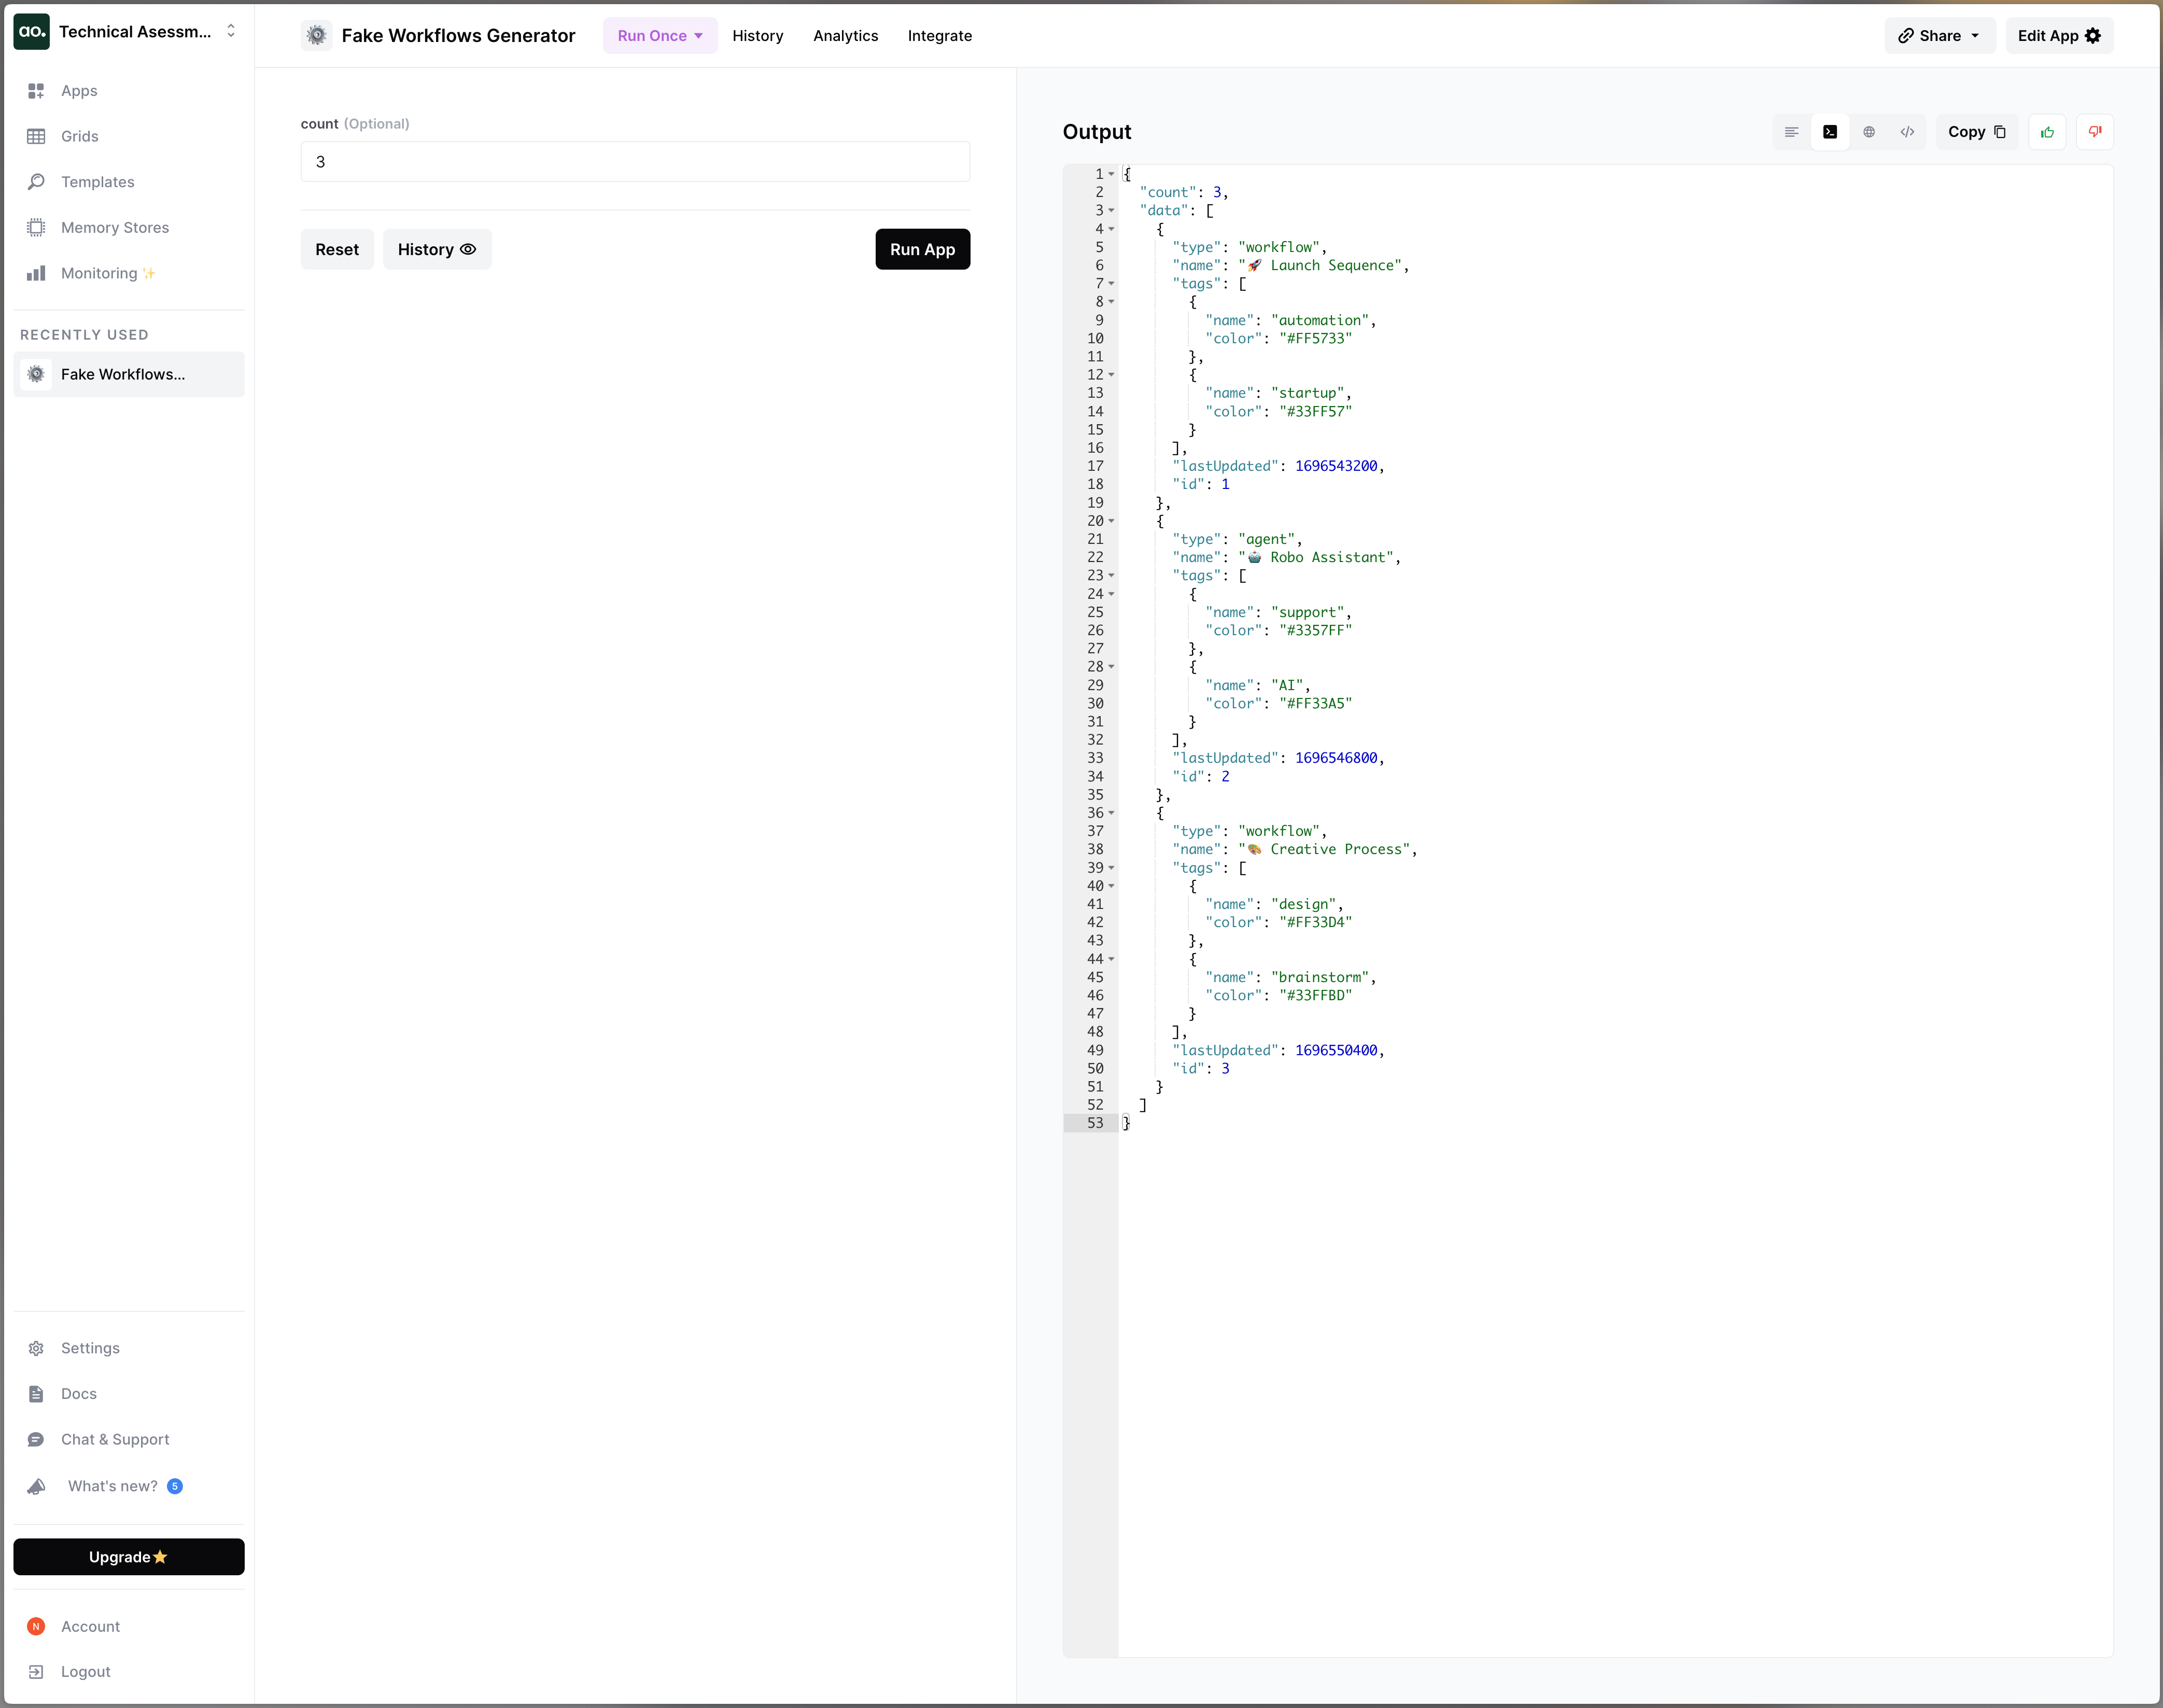 ao. Technical Asessm...
Apps
Grids
Templates
Memory Stores
Monitoring ✨
RECENTLY USED
Fake Workflows...
Settings
Docs
Chat & Support
What's new? 5
Upgrade⭐
N Account
Logout
Fake Workflows Generator Run Once History Analytics Integrate Share Edit App
count (Optional)
3
Reset History Run App
Output Copy
1 {
2 "count": 3,
3 "data": [
4 {
5 "type": "workflow",
6 "name": "🚀 Launch Sequence",
7 "tags": [
8 {
9 "name": "automation",
10 "color": "#FF5733"
11 },
12 {
13 "name": "startup",
14 "color": "#33FF57"
15 }
16 ],
17 "lastUpdated": 1696543200,
18 "id": 1
19 },
20 {
21 "type": "agent",
22 "name": "🤖 Robo Assistant",
23 "tags": [
24 {
25 "name": "support",
26 "color": "#3357FF"
27 },
28 {
29 "name": "AI",
30 "color": "#FF33A5"
31 }
32 ],
33 "lastUpdated": 1696546800,
34 "id": 2
35 },
36 {
37 "type": "workflow",
38 "name": "🎨 Creative Process",
39 "tags": [
40 {
41 "name": "design",
42 "color": "#FF33D4"
43 },
44 {
45 "name": "brainstorm",
46 "color": "#33FFBD"
47 }
48 ],
49 "lastUpdated": 1696550400,
50 "id": 3
51 }
52 ]
53 }